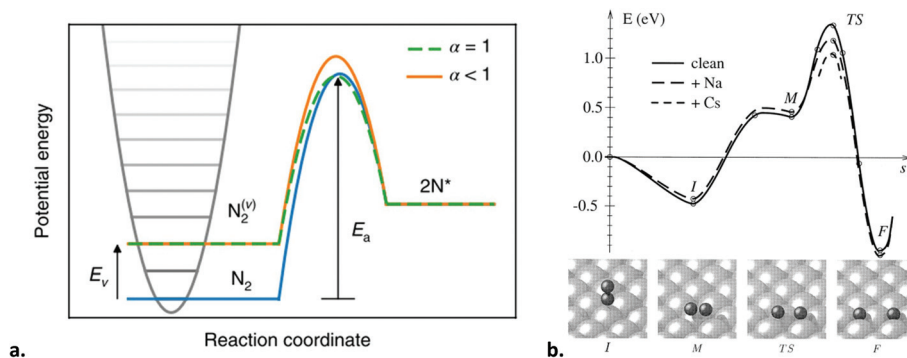 Potential energy
α = 1
α < 1
N₂⁽ᵛ⁾
2N*
Eᵥ
N₂
Eₐ
Reaction coordinate
a.
E (eV)
TS
clean
+ Na
+ Cs
M
1.0
0.5
0.0
-0.5
s
I
F
I
M
TS
F
b.